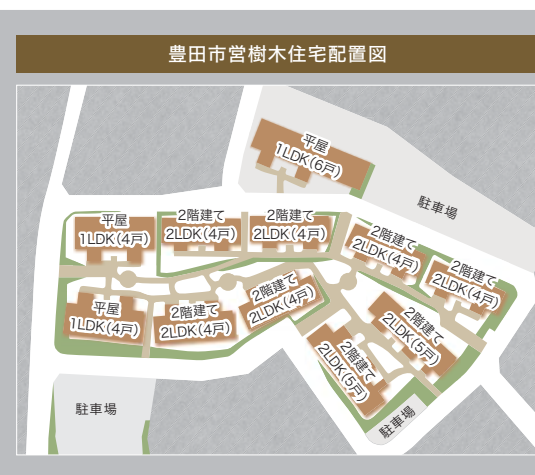 豊田市営樹木住宅配置図
平屋
1LDK(6戸)
駐車場
平屋
1LDK(4戸)
2階建て
2LDK(4戸)
2階建て
2LDK(4戸)
2階建て
2LDK(4戸)
2階建て
2LDK(4戸)
平屋
1LDK(4戸)
2階建て
2LDK(4戸)
2階建て
2LDK(4戸)
2階建て
2LDK(5戸)
2階建て
2LDK(5戸)
駐車場
駐車場